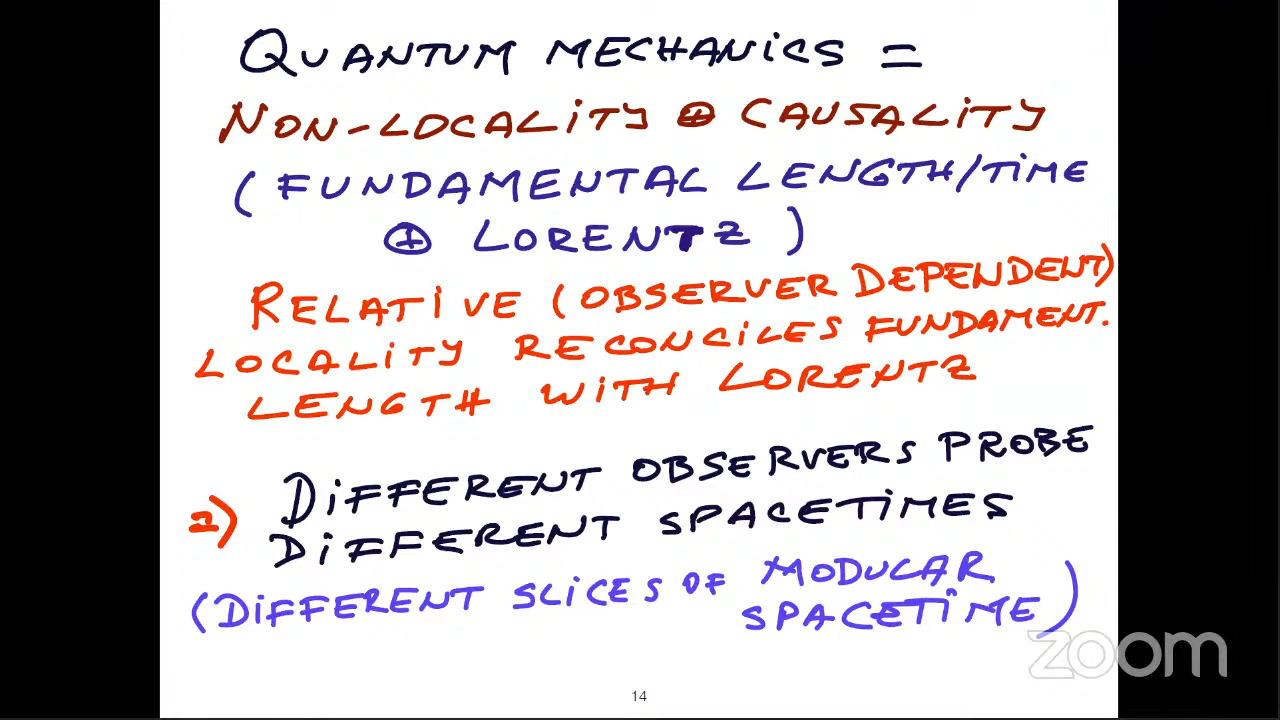 QUANTUM MECHANICS =
NON-LOCALITY ⊕ CAUSALITY
(FUNDAMENTAL LENGTH/TIME
⊕ LORENTZ)
RELATIVE (OBSERVER DEPENDENT)
LOCALITY RECONCILES FUNDAMENT.
LENGTH WITH LORENTZ
⇒) DIFFERENT OBSERVERS PROBE
DIFFERENT SPACETIMES
(DIFFERENT SLICES OF MODULAR
SPACETIME)
zoom
14